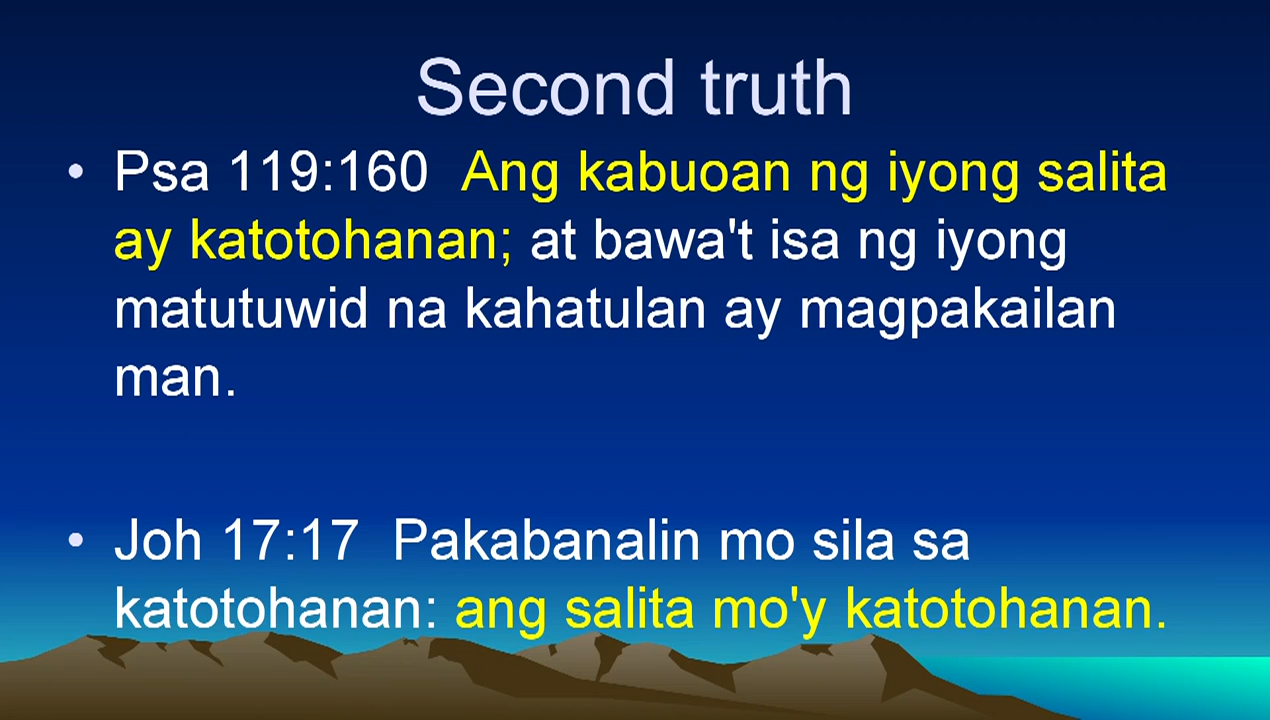 Second truth
• Psa 119:160  Ang kabuoan ng iyong salita
ay katotohanan; at bawa't isa ng iyong
matutuwid na kahatulan ay magpakailan
man.
• Joh 17:17  Pakabanalin mo sila sa
katotohanan: ang salita mo'y katotohanan.